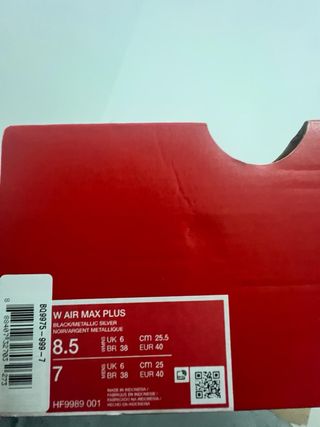 W AIR MAX PLUS
BLACK/METALLIC SILVER
NOIR/ARGENT METALLIQUE
8.5 UK 6 cm 25.5
BR 38 EUR 40
7 UK 6 cm 25
BR 38 EUR 40
MADE IN INDONESIA
FABRIQUÉ EN INDONÉSIE
HECHO EN INDONESIA
HF9989 001